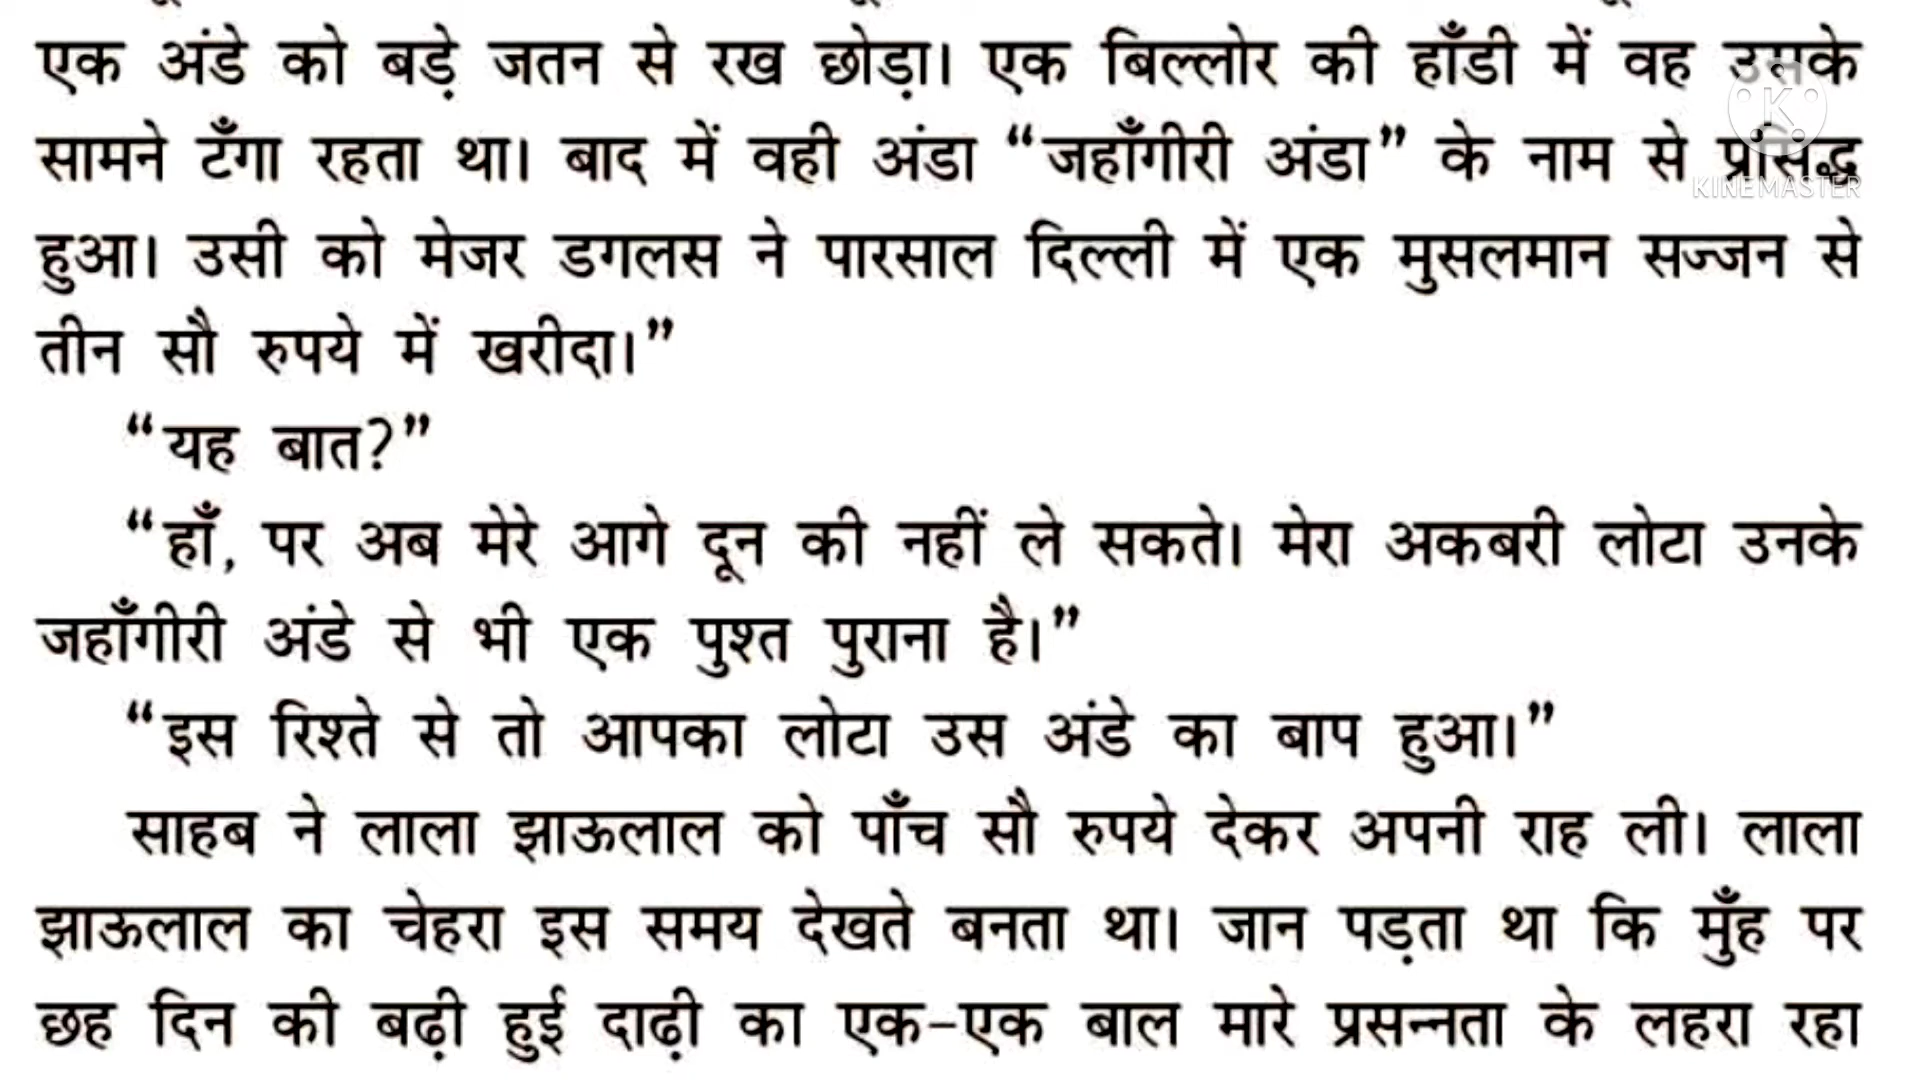 एक अंडे को बड़े जतन से रख छोड़ा। एक बिल्लोर की हाँडी में वह उसके
सामने टँगा रहता था। बाद में वही अंडा “जहाँगीरी अंडा” के नाम से प्रसिद्ध
KINEMASTER
हुआ। उसी को मेजर डगलस ने पारसाल दिल्ली में एक मुसलमान सज्जन से
तीन सौ रुपये में खरीदा।”
“यह बात?”
“हाँ, पर अब मेरे आगे दून की नहीं ले सकते। मेरा अकबरी लोटा उनके
जहाँगीरी अंडे से भी एक पुश्त पुराना है।”
“इस रिश्ते से तो आपका लोटा उस अंडे का बाप हुआ।”
साहब ने लाला झाऊलाल को पाँच सौ रुपये देकर अपनी राह ली। लाला
झाऊलाल का चेहरा इस समय देखते बनता था। जान पड़ता था कि मुँह पर
छह दिन की बढ़ी हुई दाढ़ी का एक-एक बाल मारे प्रसन्नता के लहरा रहा